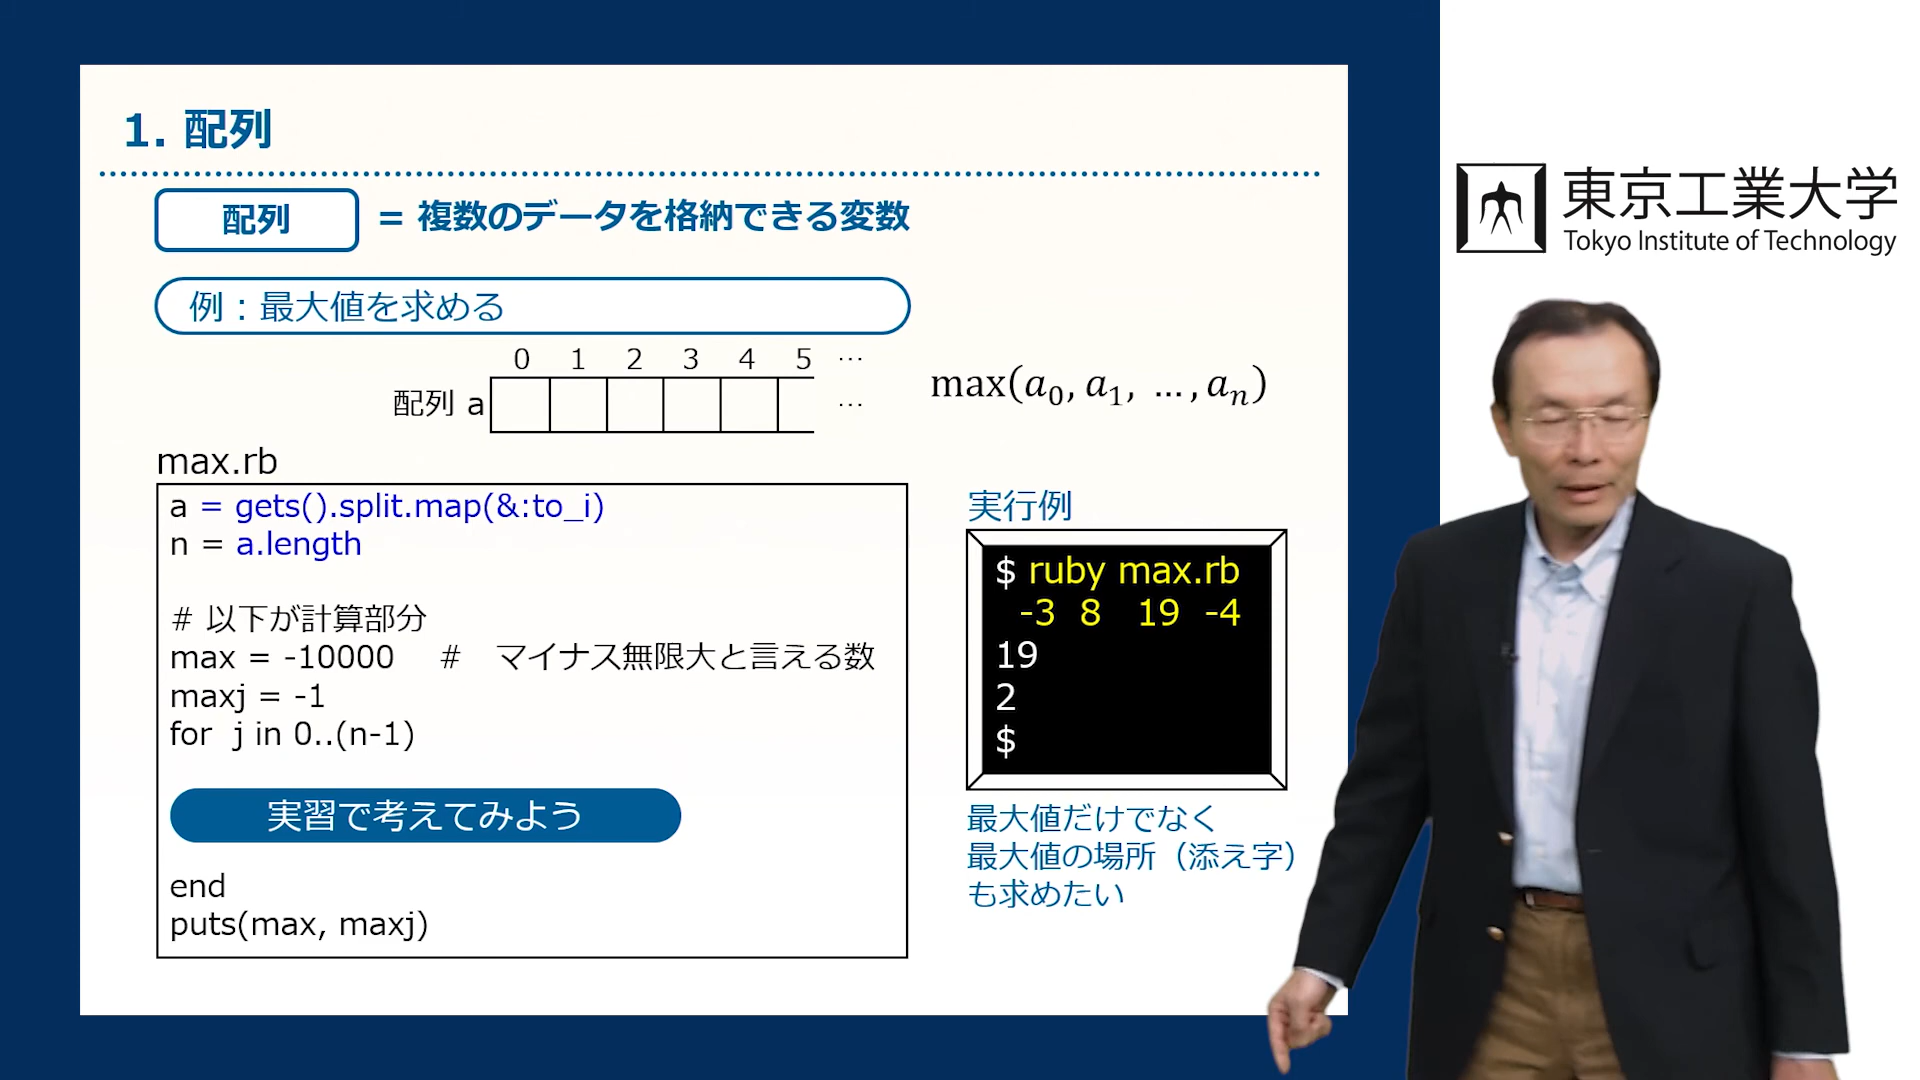 1. 配列
配列 = 複数のデータを格納できる変数
例：最大値を求める
0 1 2 3 4 5 …
配列 a …
max(a₀, a₁, …, aₙ)
max.rb
a = gets().split.map(&:to_i)
n = a.length
# 以下が計算部分
max = -10000 # マイナス無限大と言える数
maxj = -1
for j in 0..(n-1)
実習で考えてみよう
end
puts(max, maxj)
実行例
$ ruby max.rb
-3 8 19 -4
19
2
$
最大値だけでなく
最大値の場所（添え字）
も求めたい
東京工業大学
Tokyo Institute of Technology